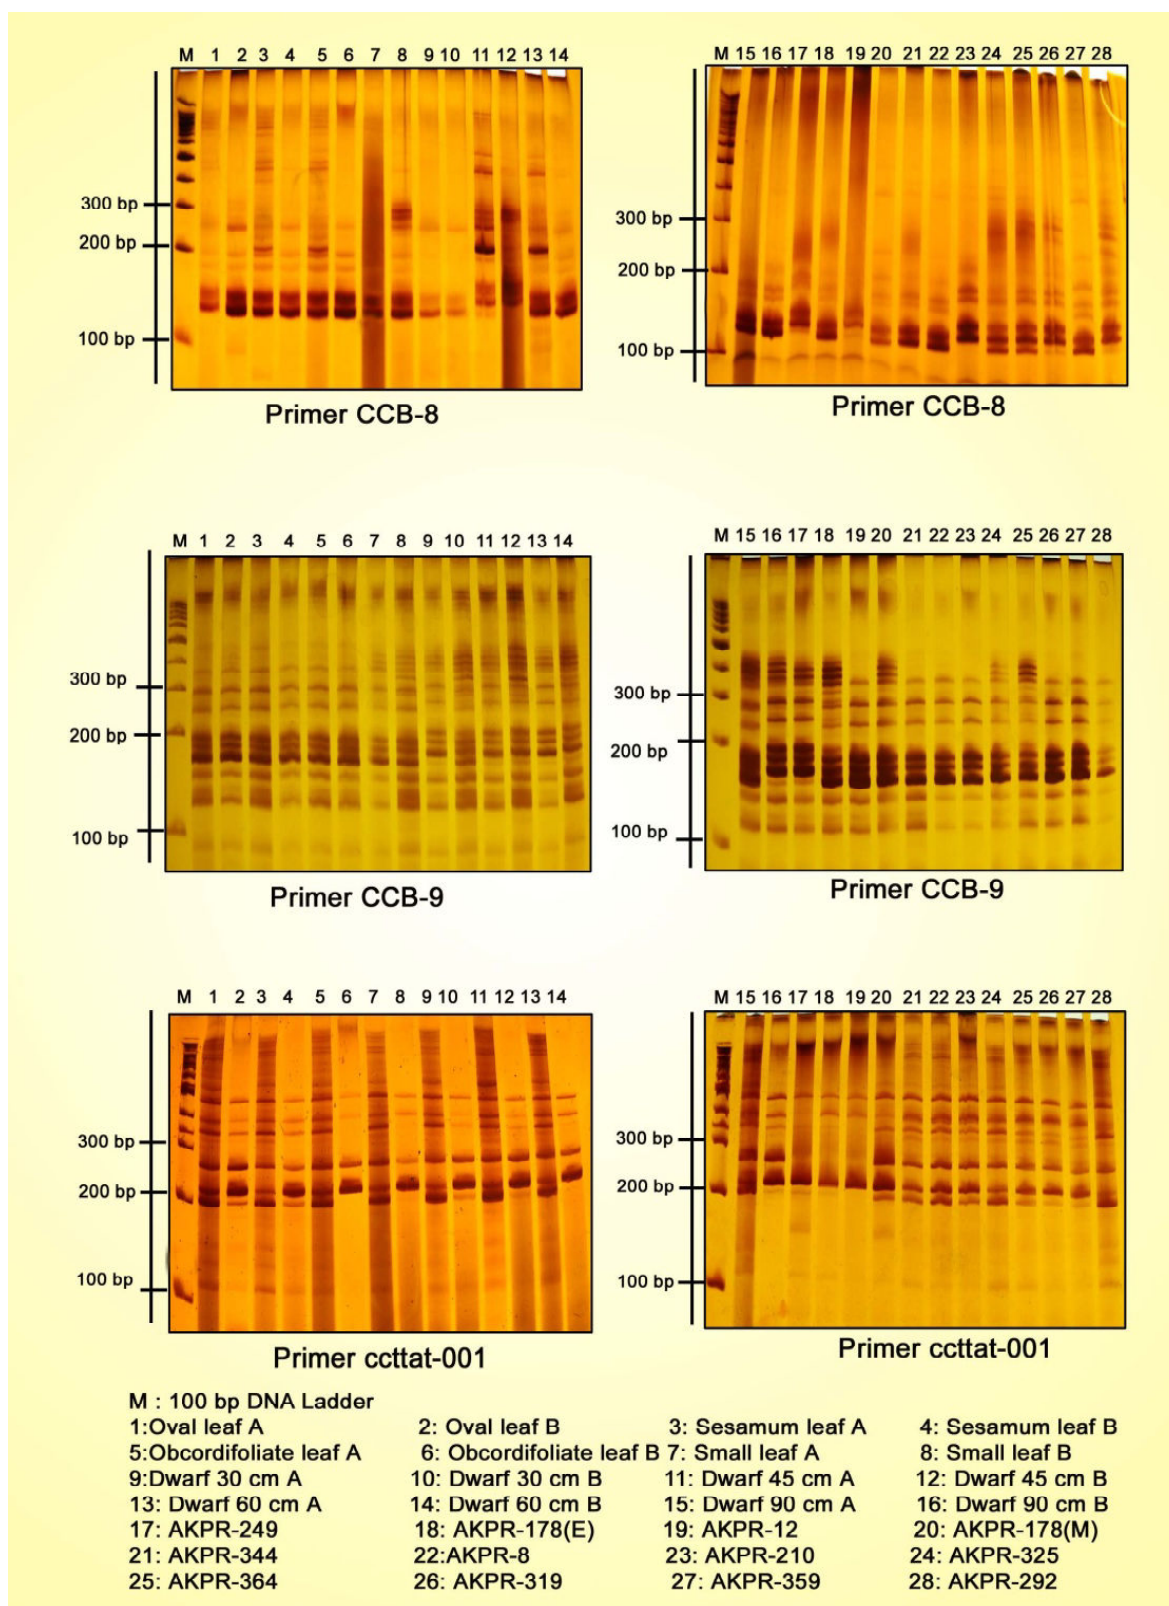 M 1 2 3 4 5 6 7 8 9 10 11 12 13 14
300 bp
200 bp
100 bp
Primer CCB-8
M 15 16 17 18 19 20 21 22 23 24 25 26 27 28
300 bp
200 bp
100 bp
Primer CCB-8
M 1 2 3 4 5 6 7 8 9 10 11 12 13 14
300 bp
200 bp
100 bp
Primer CCB-9
M 15 16 17 18 19 20 21 22 23 24 25 26 27 28
300 bp
200 bp
100 bp
Primer CCB-9
M 1 2 3 4 5 6 7 8 9 10 11 12 13 14
300 bp
200 bp
100 bp
Primer ccttat-001
M 15 16 17 18 19 20 21 22 23 24 25 26 27 28
300 bp
200 bp
100 bp
Primer ccttat-001
M : 100 bp DNA Ladder
1:Oval leaf A 2: Oval leaf B 3: Sesamum leaf A 4: Sesamum leaf B
5:Obcordifoliate leaf A 6: Obcordifoliate leaf B 7: Small leaf A 8: Small leaf B
9:Dwarf 30 cm A 10: Dwarf 30 cm B 11: Dwarf 45 cm A 12: Dwarf 45 cm B
13: Dwarf 60 cm A 14: Dwarf 60 cm B 15: Dwarf 90 cm A 16: Dwarf 90 cm B
17: AKPR-249 18: AKPR-178(E) 19: AKPR-12 20: AKPR-178(M)
21: AKPR-344 22:AKPR-8 23: AKPR-210 24: AKPR-325
25: AKPR-364 26: AKPR-319 27: AKPR-359 28: AKPR-292